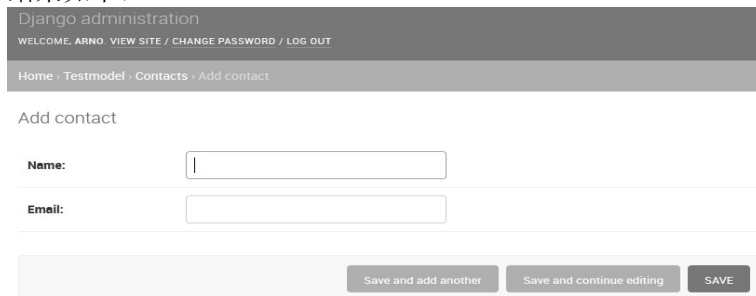 Django administration
WELCOME, ARNO. VIEW SITE / CHANGE PASSWORD / LOG OUT
Home › Testmodel › Contacts › Add contact
Add contact
Name:
Email:
Save and add another
Save and continue editing
SAVE